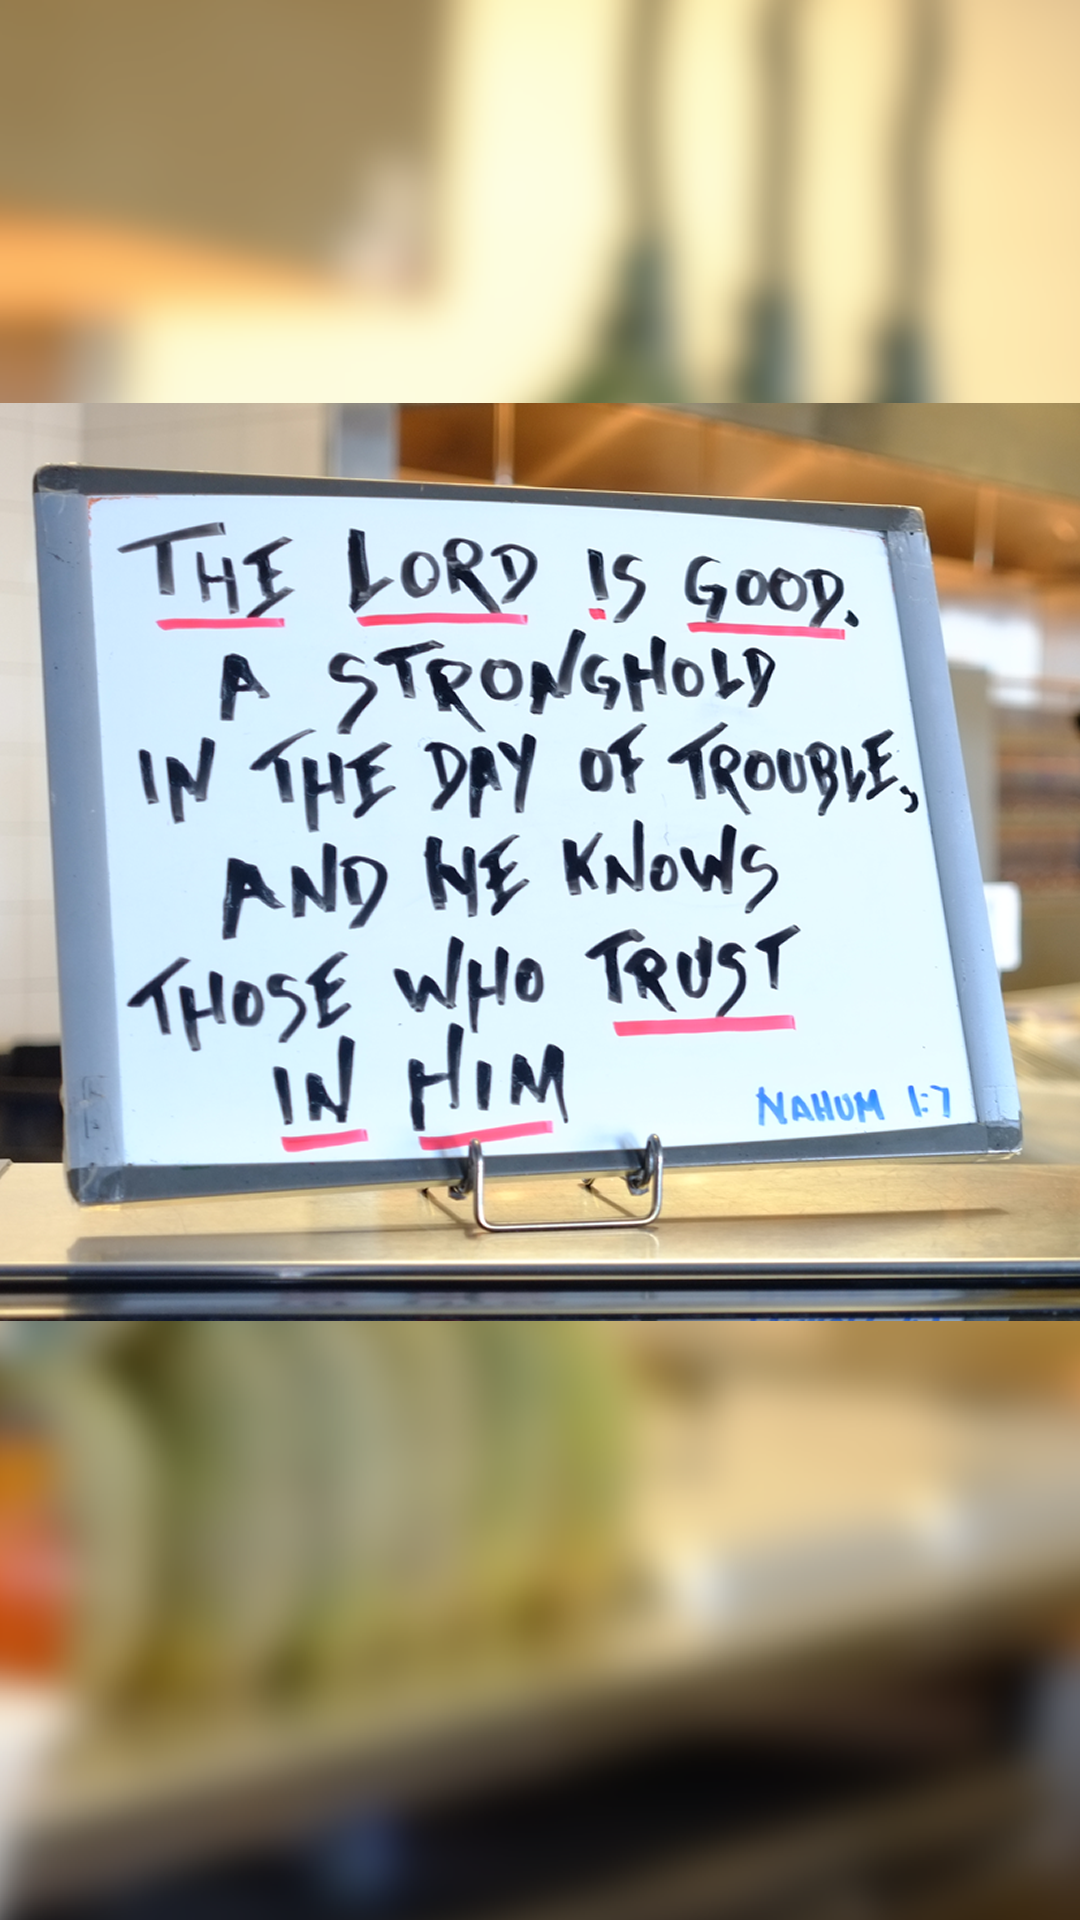 THE LORD IS GOOD.
A STRONGHOLD
IN THE DAY OF TROUBLE,
AND HE KNOWS
THOSE WHO TRUST
IN HIM
NAHUM 1:7